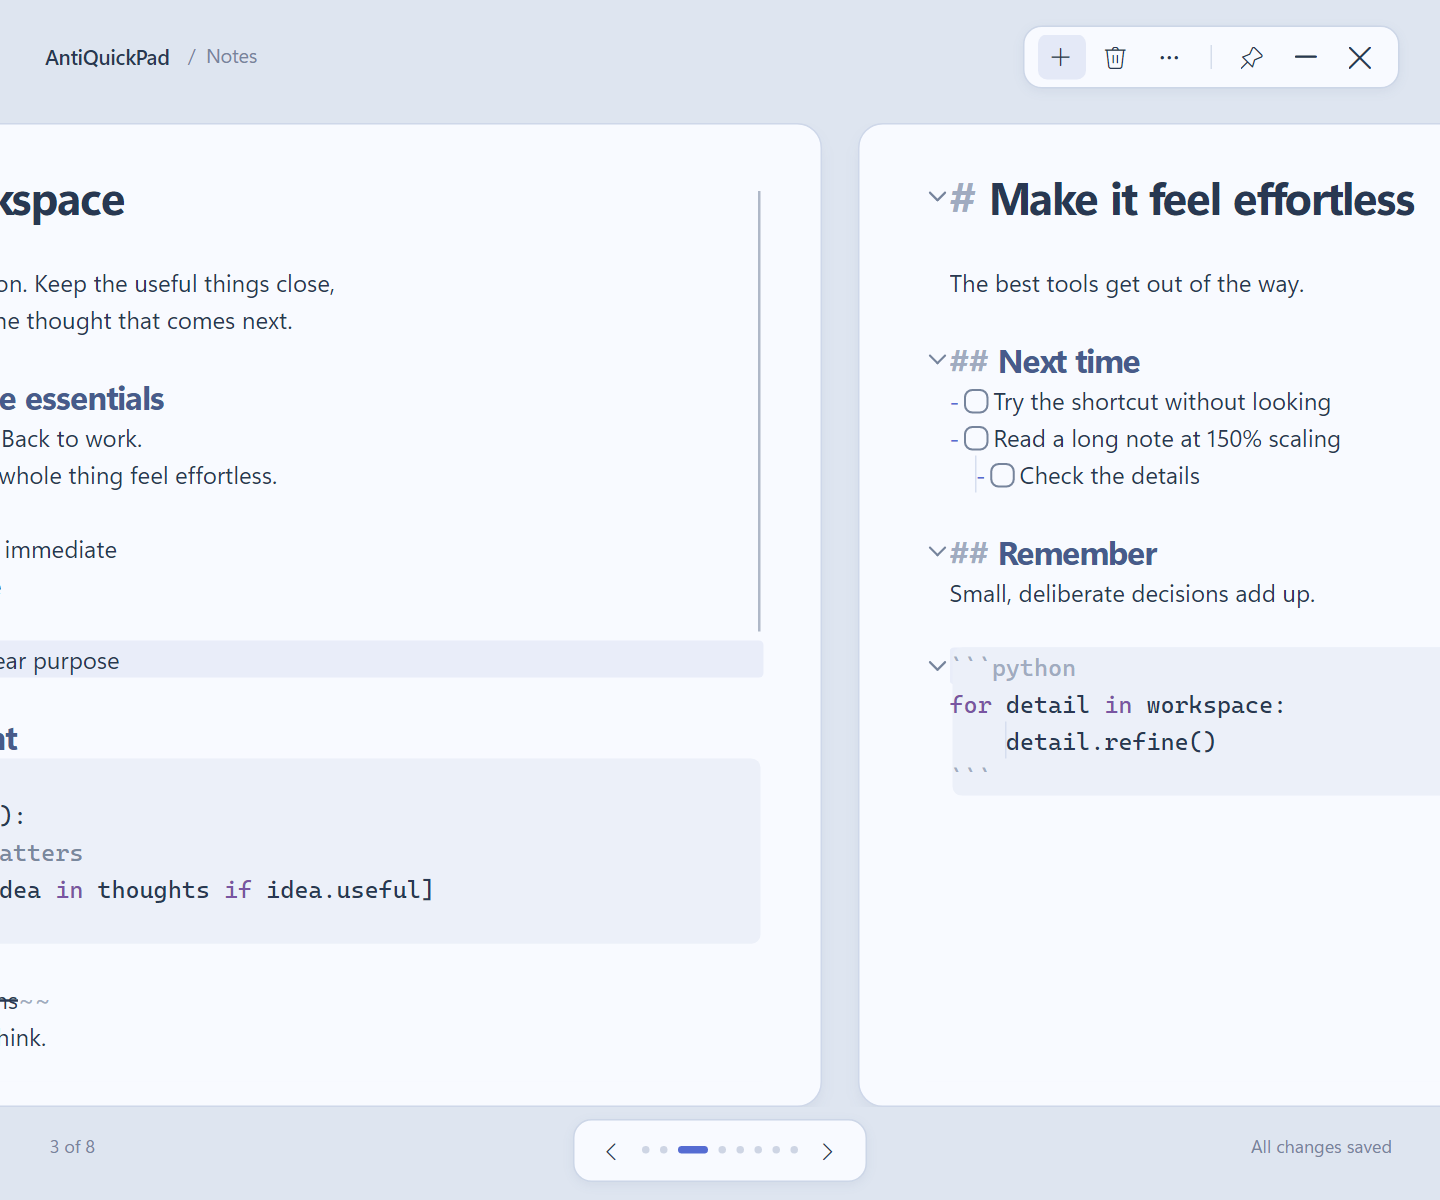 AntiQuickPad / Notes
kspace
on. Keep the useful things close,
ne thought that comes next.
e essentials
Back to work.
whole thing feel effortless.
immediate
ear purpose
nt
):
atters
dea in thoughts if idea.useful]
ns~~
hink.
# Make it feel effortless
The best tools get out of the way.
## Next time
- Try the shortcut without looking
- Read a long note at 150% scaling
- Check the details
## Remember
Small, deliberate decisions add up.
```python
for detail in workspace:
    detail.refine()
```
3 of 8
All changes saved